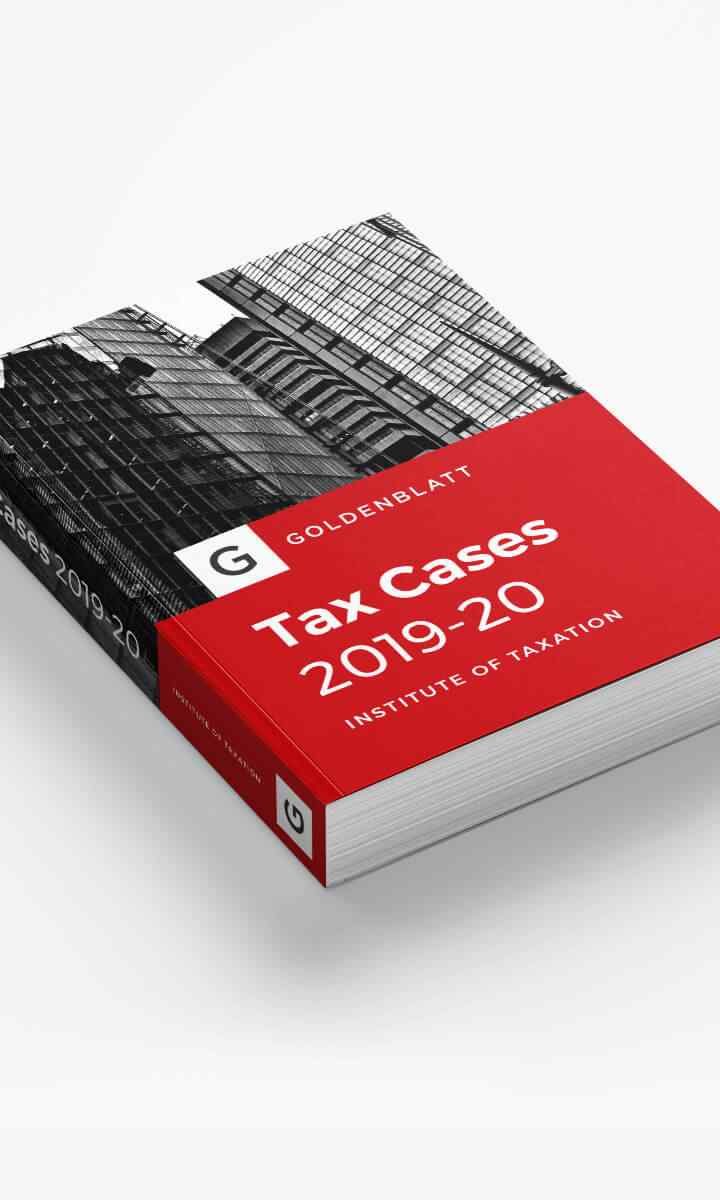 GOLDENBLATT
G
Tax Cases
2019-20
INSTITUTE OF TAXATION
Cases 2019-20
INSTITUTE OF TAXATION
G